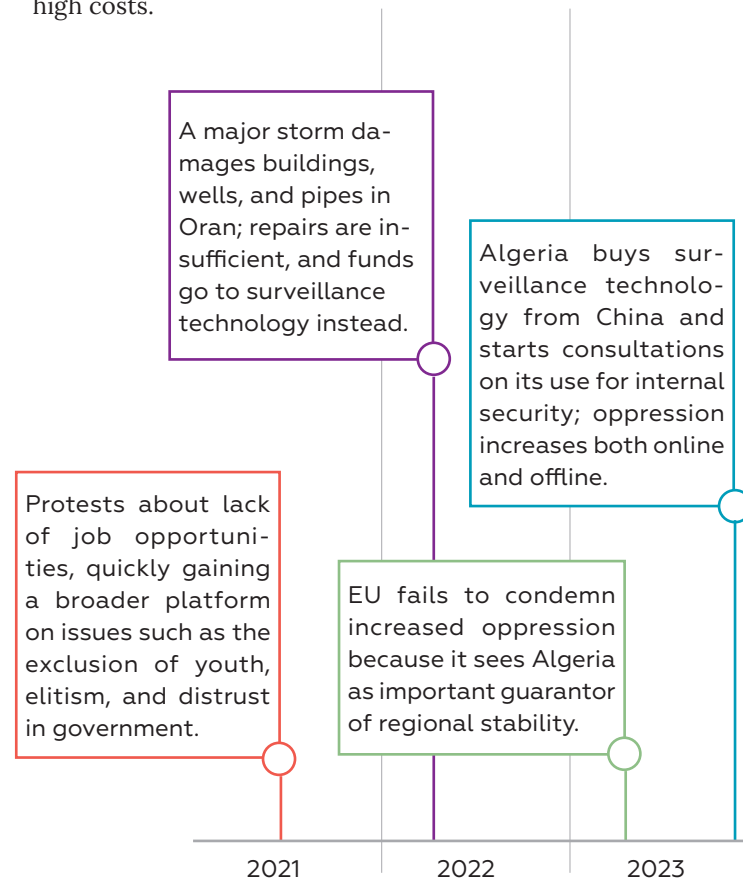 high costs.
A major storm da-
mages buildings,
wells, and pipes in
Oran; repairs are in-
sufficient, and funds
go to surveillance
technology instead.
Algeria buys sur-
veillance technolo-
gy from China and
starts consultations
on its use for internal
security; oppression
increases both online
and offline.
Protests about lack
of job opportuni-
ties, quickly gaining
a broader platform
on issues such as the
exclusion of youth,
elitism, and distrust
in government.
EU fails to condemn
increased oppression
because it sees Algeria
as important guarantor
of regional stability.
2021 2022 2023